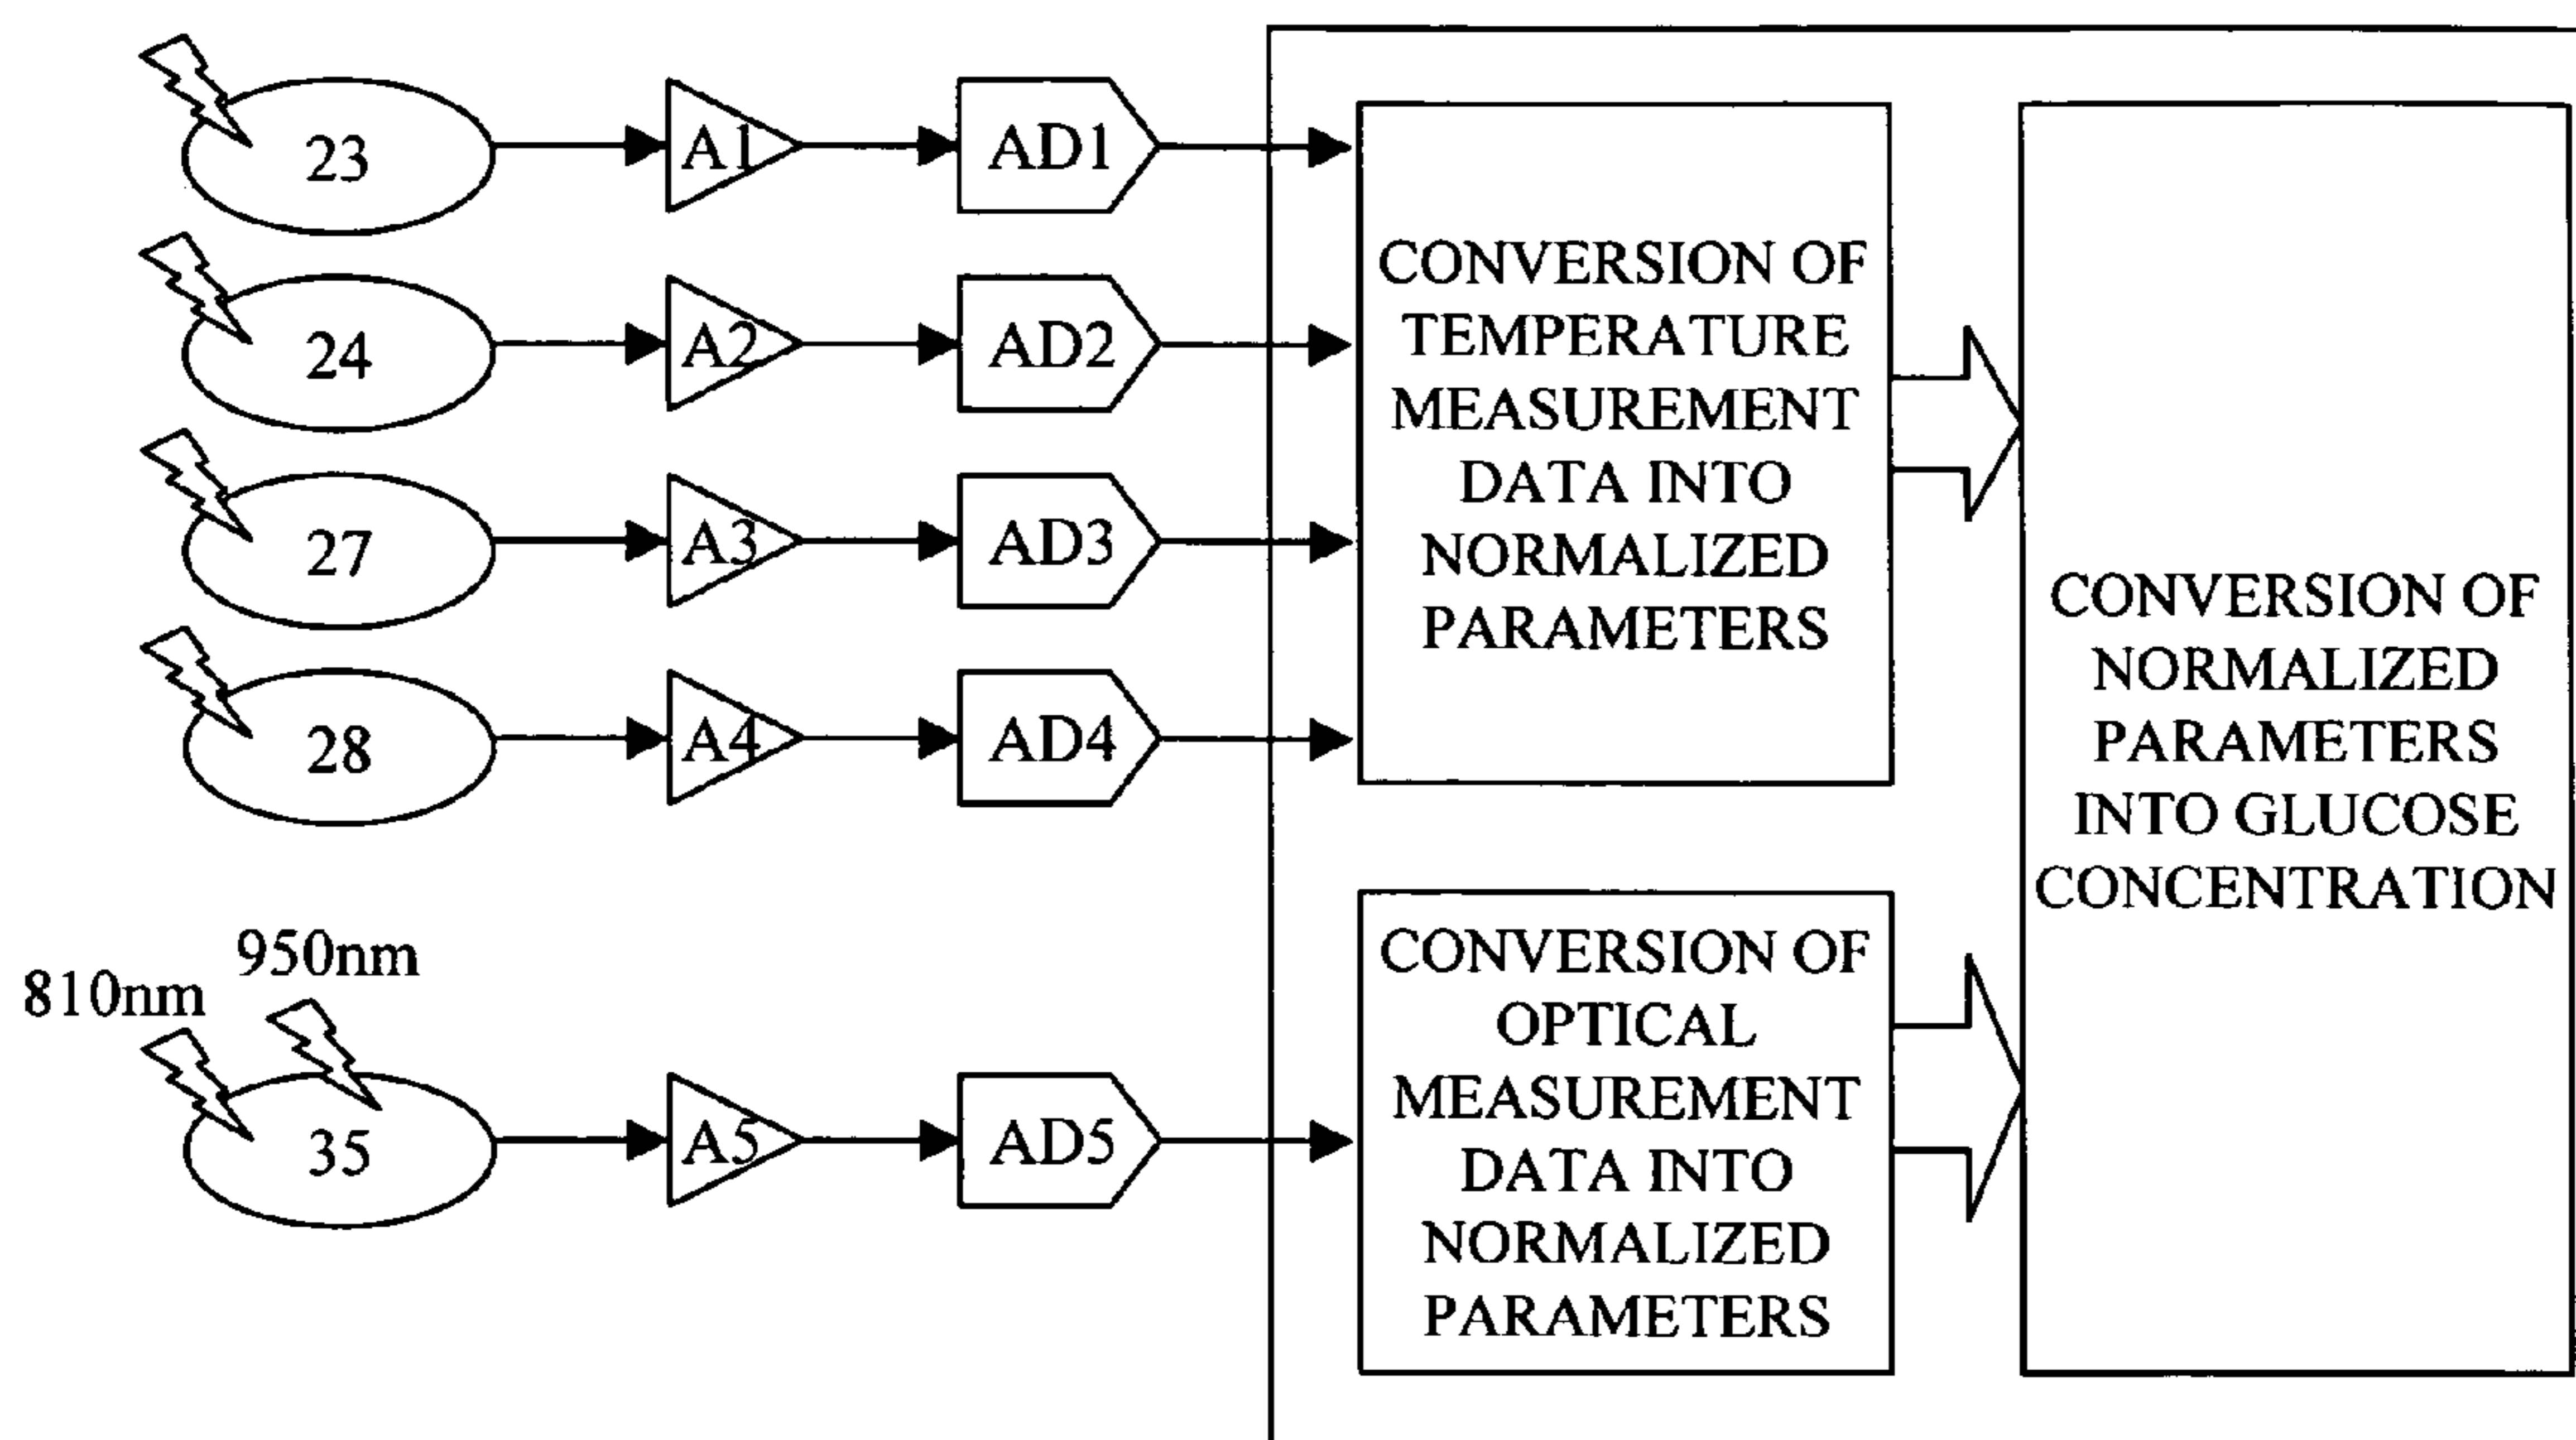 23
A1
AD1
24
A2
AD2
27
A3
AD3
28
A4
AD4
CONVERSION OF
TEMPERATURE
MEASUREMENT
DATA INTO
NORMALIZED
PARAMETERS
810nm
950nm
35
A5
AD5
CONVERSION OF
OPTICAL
MEASUREMENT
DATA INTO
NORMALIZED
PARAMETERS
CONVERSION OF
NORMALIZED
PARAMETERS
INTO GLUCOSE
CONCENTRATION